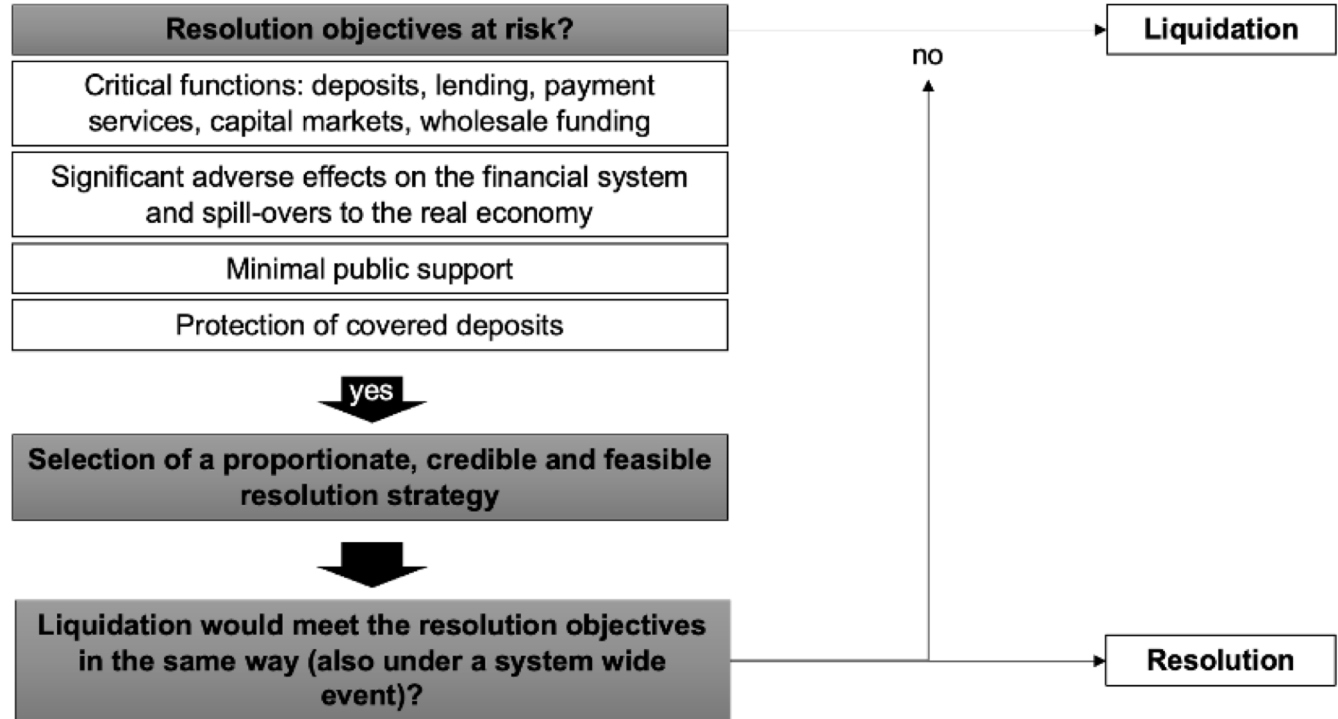 Resolution objectives at risk?
Liquidation
no
Critical functions: deposits, lending, payment
services, capital markets, wholesale funding
Significant adverse effects on the financial system
and spill-overs to the real economy
Minimal public support
Protection of covered deposits
yes
Selection of a proportionate, credible and feasible
resolution strategy
Liquidation would meet the resolution objectives
in the same way (also under a system wide
event)?
Resolution